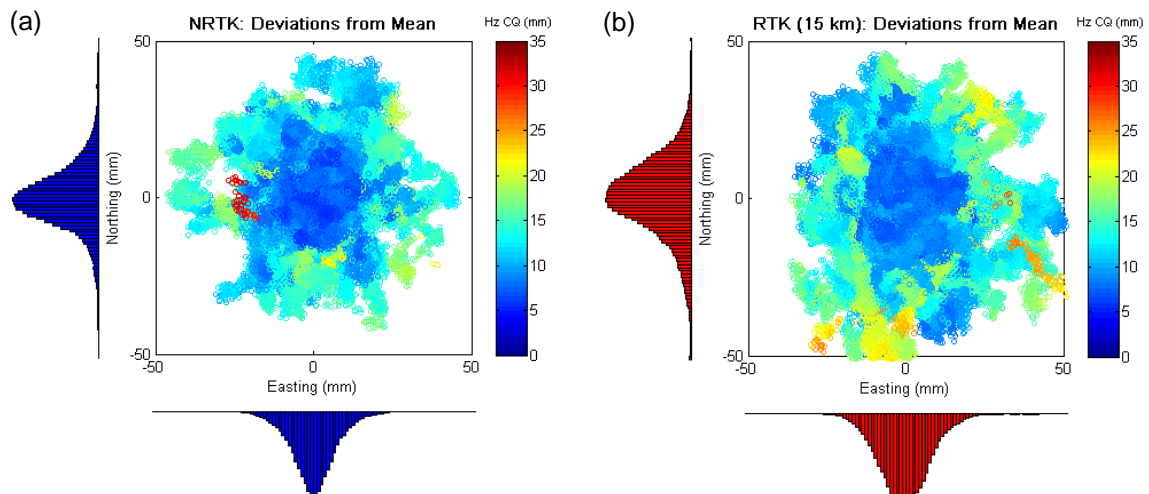 (a)
NRTK: Deviations from Mean
Hz CQ (mm)
50
0
-50
Northing (mm)
-50
0
50
Easting (mm)
35
30
25
20
15
10
5
0
(b)
RTK (15 km): Deviations from Mean
Hz CQ (mm)
50
0
-50
Northing (mm)
-50
0
50
Easting (mm)
35
30
25
20
15
10
5
0